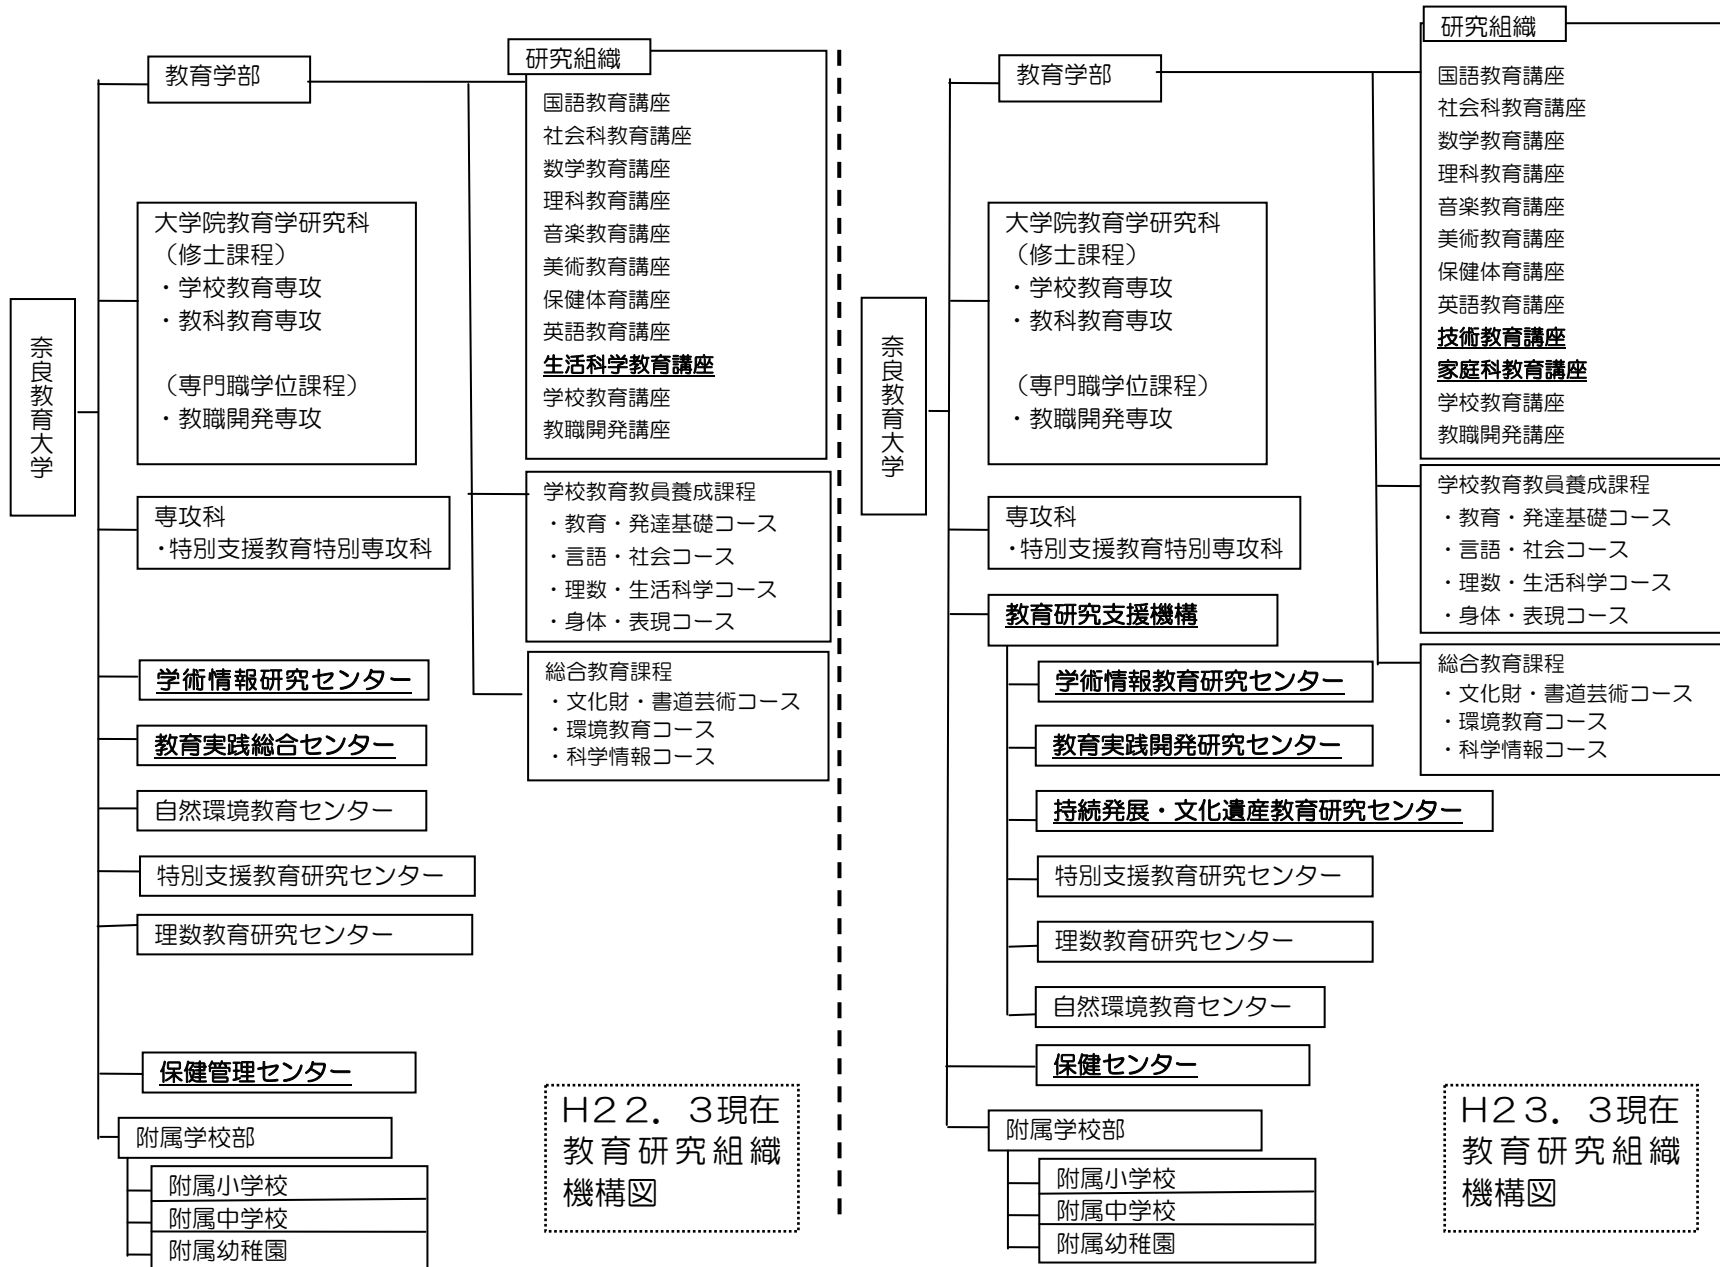 奈良教育大学
教育学部
研究組織
国語教育講座
社会科教育講座
数学教育講座
理科教育講座
音楽教育講座
美術教育講座
保健体育講座
英語教育講座
生活科学教育講座
学校教育講座
教職開発講座
大学院教育学研究科
（修士課程）
・学校教育専攻
・教科教育専攻
（専門職学位課程）
・教職開発専攻
学校教育教員養成課程
・教育・発達基礎コース
・言語・社会コース
・理数・生活科学コース
・身体・表現コース
専攻科
・特別支援教育特別専攻科
総合教育課程
・文化財・書道芸術コース
・環境教育コース
・科学情報コース
学術情報研究センター
教育実践総合センター
自然環境教育センター
特別支援教育研究センター
理数教育研究センター
保健管理センター
附属学校部
附属小学校
附属中学校
附属幼稚園
H２２．３現在
教育研究組織
機構図
奈良教育大学
教育学部
研究組織
国語教育講座
社会科教育講座
数学教育講座
理科教育講座
音楽教育講座
美術教育講座
保健体育講座
英語教育講座
技術教育講座
家庭科教育講座
学校教育講座
教職開発講座
大学院教育学研究科
（修士課程）
・学校教育専攻
・教科教育専攻
（専門職学位課程）
・教職開発専攻
学校教育教員養成課程
・教育・発達基礎コース
・言語・社会コース
・理数・生活科学コース
・身体・表現コース
専攻科
・特別支援教育特別専攻科
総合教育課程
・文化財・書道芸術コース
・環境教育コース
・科学情報コース
教育研究支援機構
学術情報教育研究センター
教育実践開発研究センター
持続発展・文化遺産教育研究センター
特別支援教育研究センター
理数教育研究センター
自然環境教育センター
保健センター
附属学校部
附属小学校
附属中学校
附属幼稚園
H２３．３現在
教育研究組織
機構図